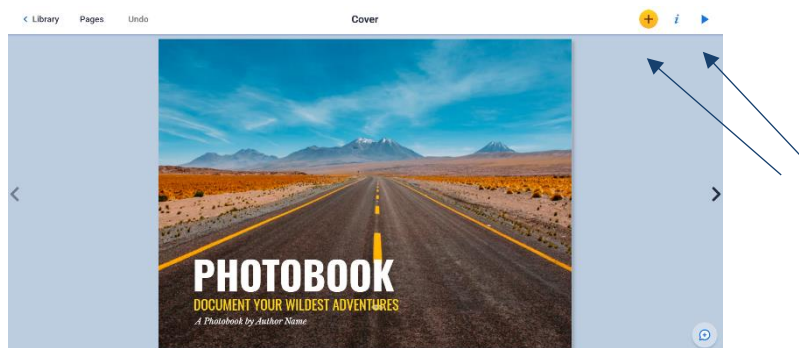 Library Pages Undo Cover + i
PHOTOBOOK
DOCUMENT YOUR WILDEST ADVENTURES
A Photobook by Author Name